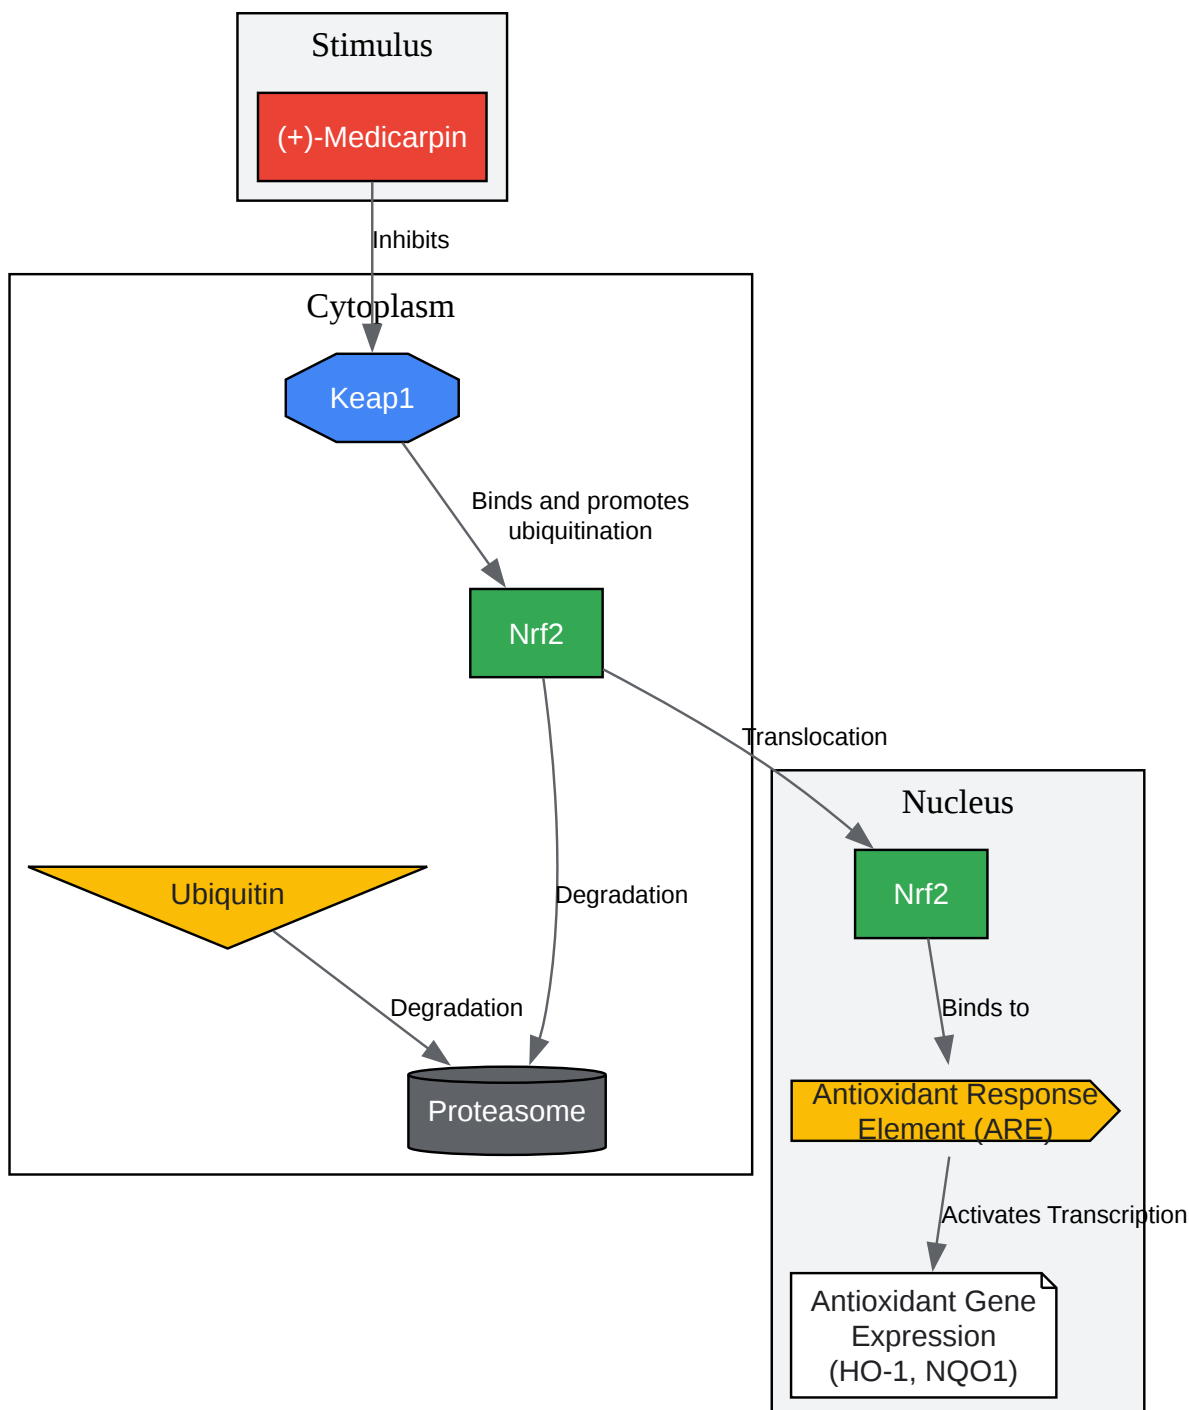 Stimulus
(+)-Medicarpin
Inhibits
Cytoplasm
Keap1
Binds and promotes
ubiquitination
Nrf2
Translocation
Nucleus
Ubiquitin
Degradation
Nrf2
Degradation
Binds to
Proteasome
Antioxidant Response
Element (ARE)
Activates Transcription
Antioxidant Gene
Expression
(HO-1, NQO1)